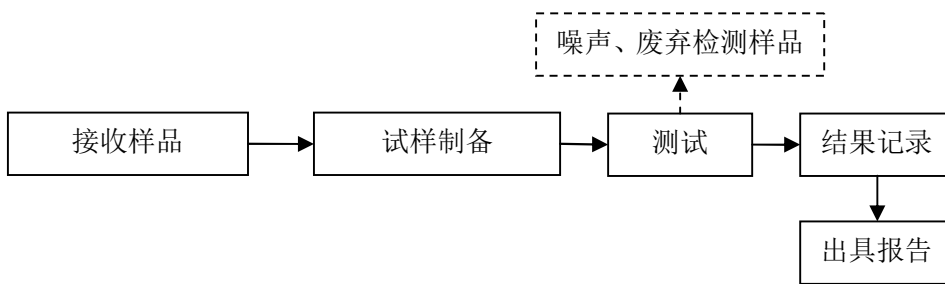 噪声、废弃检测样品
接收样品
试样制备
测试
结果记录
出具报告